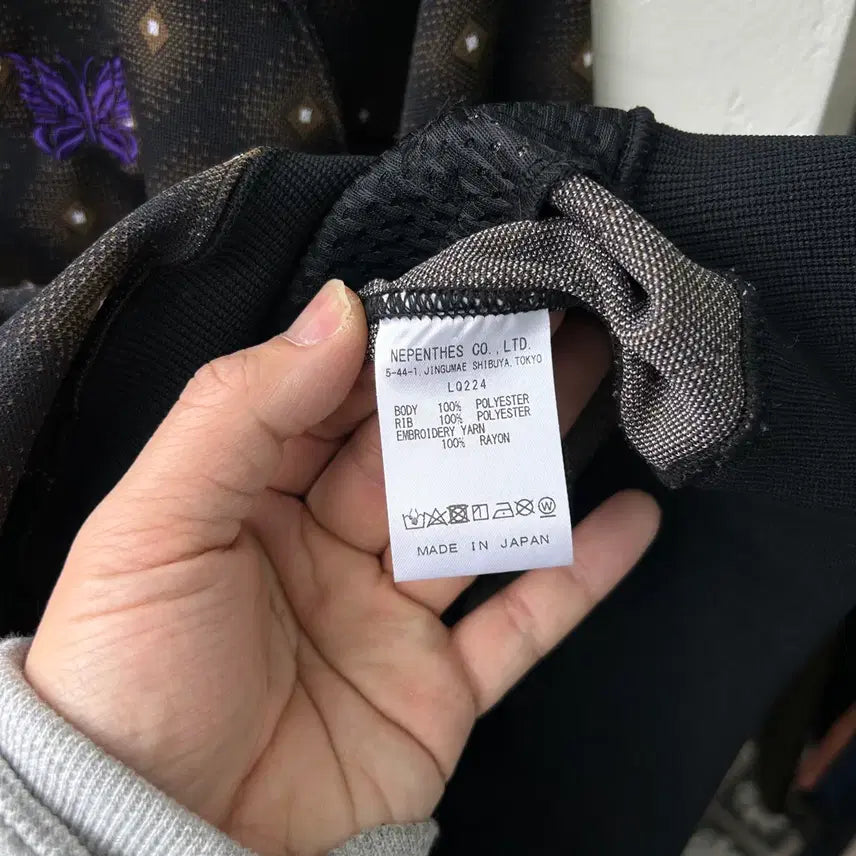 NEPENTHES CO., LTD.
5-44-1, JINGUMAE SHIBUYA, TOKYO
LQ224
BODY 100% POLYESTER
RIB 100% POLYESTER
EMBROIDERY YARN
100% RAYON
W
MADE IN JAPAN